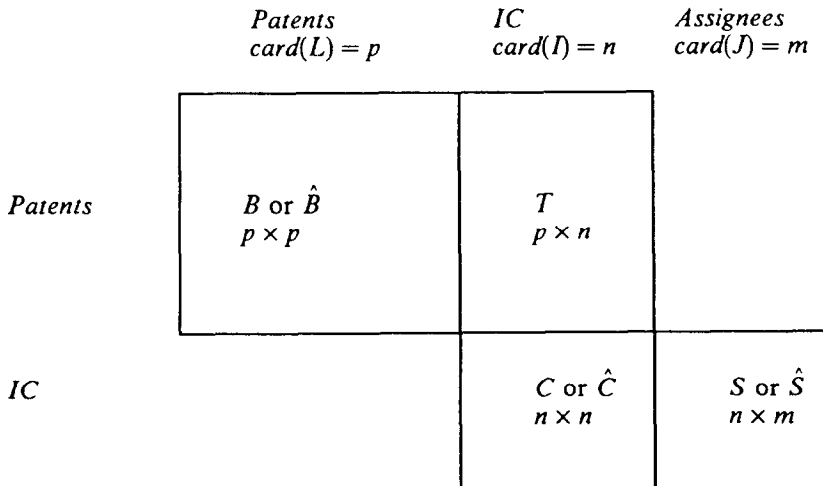 Patents IC Assignees
card(L) = p card(I) = n card(J) = m
Patents B or B̂ T
p × p p × n
IC C or Ĉ S or Ŝ
n × n n × m